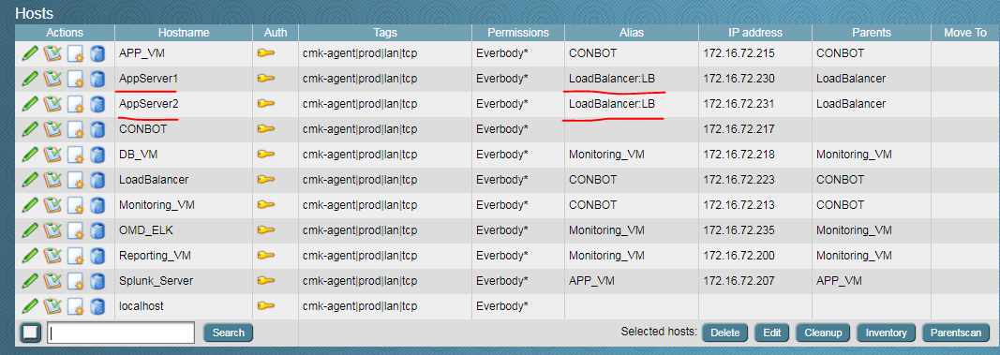 Hosts
Actions Hostname Auth Tags Permissions Alias IP address Parents Move To
APP_VM cmk-agent|prod|lan|tcp Everbody* CONBOT 172.16.72.215 CONBOT
AppServer1 cmk-agent|prod|lan|tcp Everbody* LoadBalancer:LB 172.16.72.230 LoadBalancer
AppServer2 cmk-agent|prod|lan|tcp Everbody* LoadBalancer:LB 172.16.72.231 LoadBalancer
CONBOT cmk-agent|prod|lan|tcp Everbody* 172.16.72.217
DB_VM cmk-agent|prod|lan|tcp Everbody* Monitoring_VM 172.16.72.218 Monitoring_VM
LoadBalancer cmk-agent|prod|lan|tcp Everbody* CONBOT 172.16.72.223 CONBOT
Monitoring_VM cmk-agent|prod|lan|tcp Everbody* CONBOT 172.16.72.213 CONBOT
OMD_ELK cmk-agent|prod|lan|tcp Everbody* Monitoring_VM 172.16.72.235 Monitoring_VM
Reporting_VM cmk-agent|prod|lan|tcp Everbody* Monitoring_VM 172.16.72.200 Monitoring_VM
Splunk_Server cmk-agent|prod|lan|tcp Everbody* APP_VM 172.16.72.207 APP_VM
localhost cmk-agent|prod|lan|tcp Everbody*
Search Selected hosts: Delete Edit Cleanup Inventory Parentscan